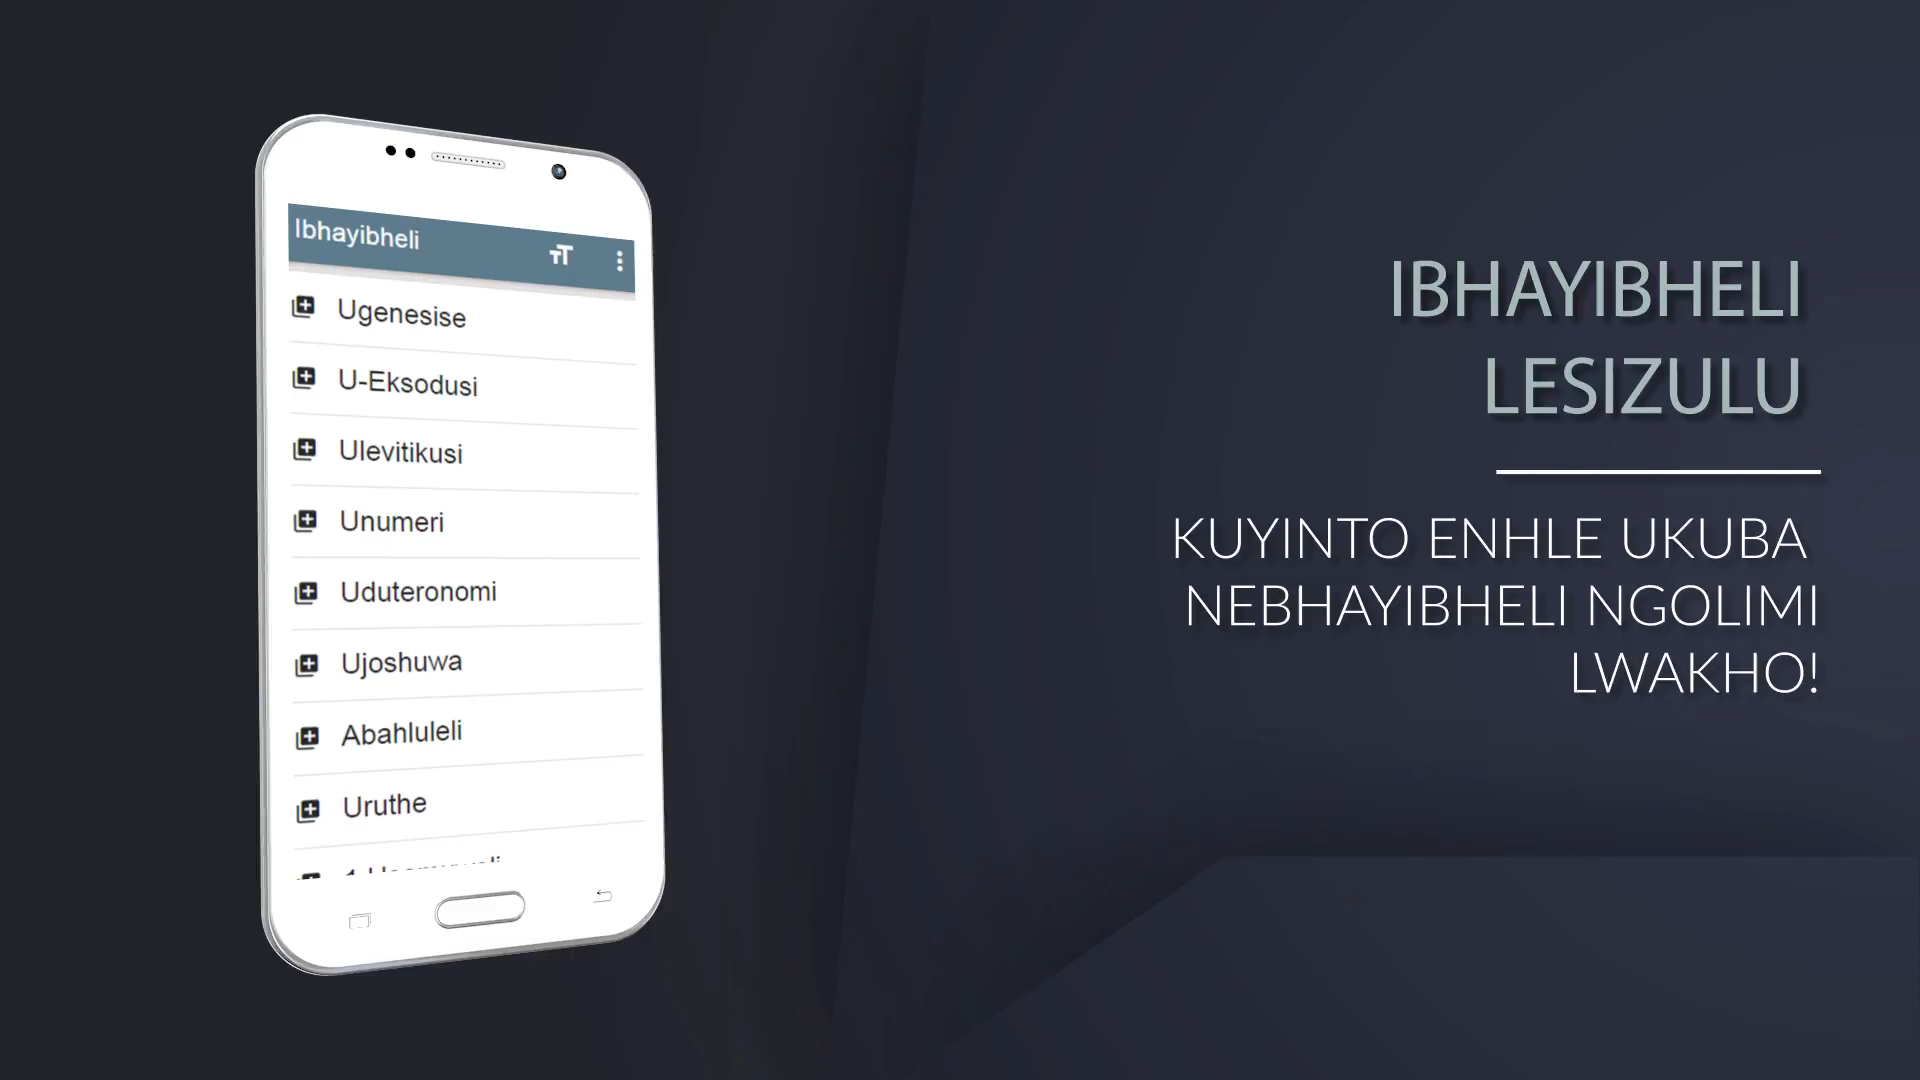 Ibhayibheli
Ugenesise
U-Eksodusi
Ulevitikusi
Unumeri
Uduteronomi
Ujoshuwa
Abahluleli
Uruthe
IBHAYIBHELI
LESIZULU
KUYINTO ENHLE UKUBA
NEBHAYIBHELI NGOLIMI
LWAKHO!